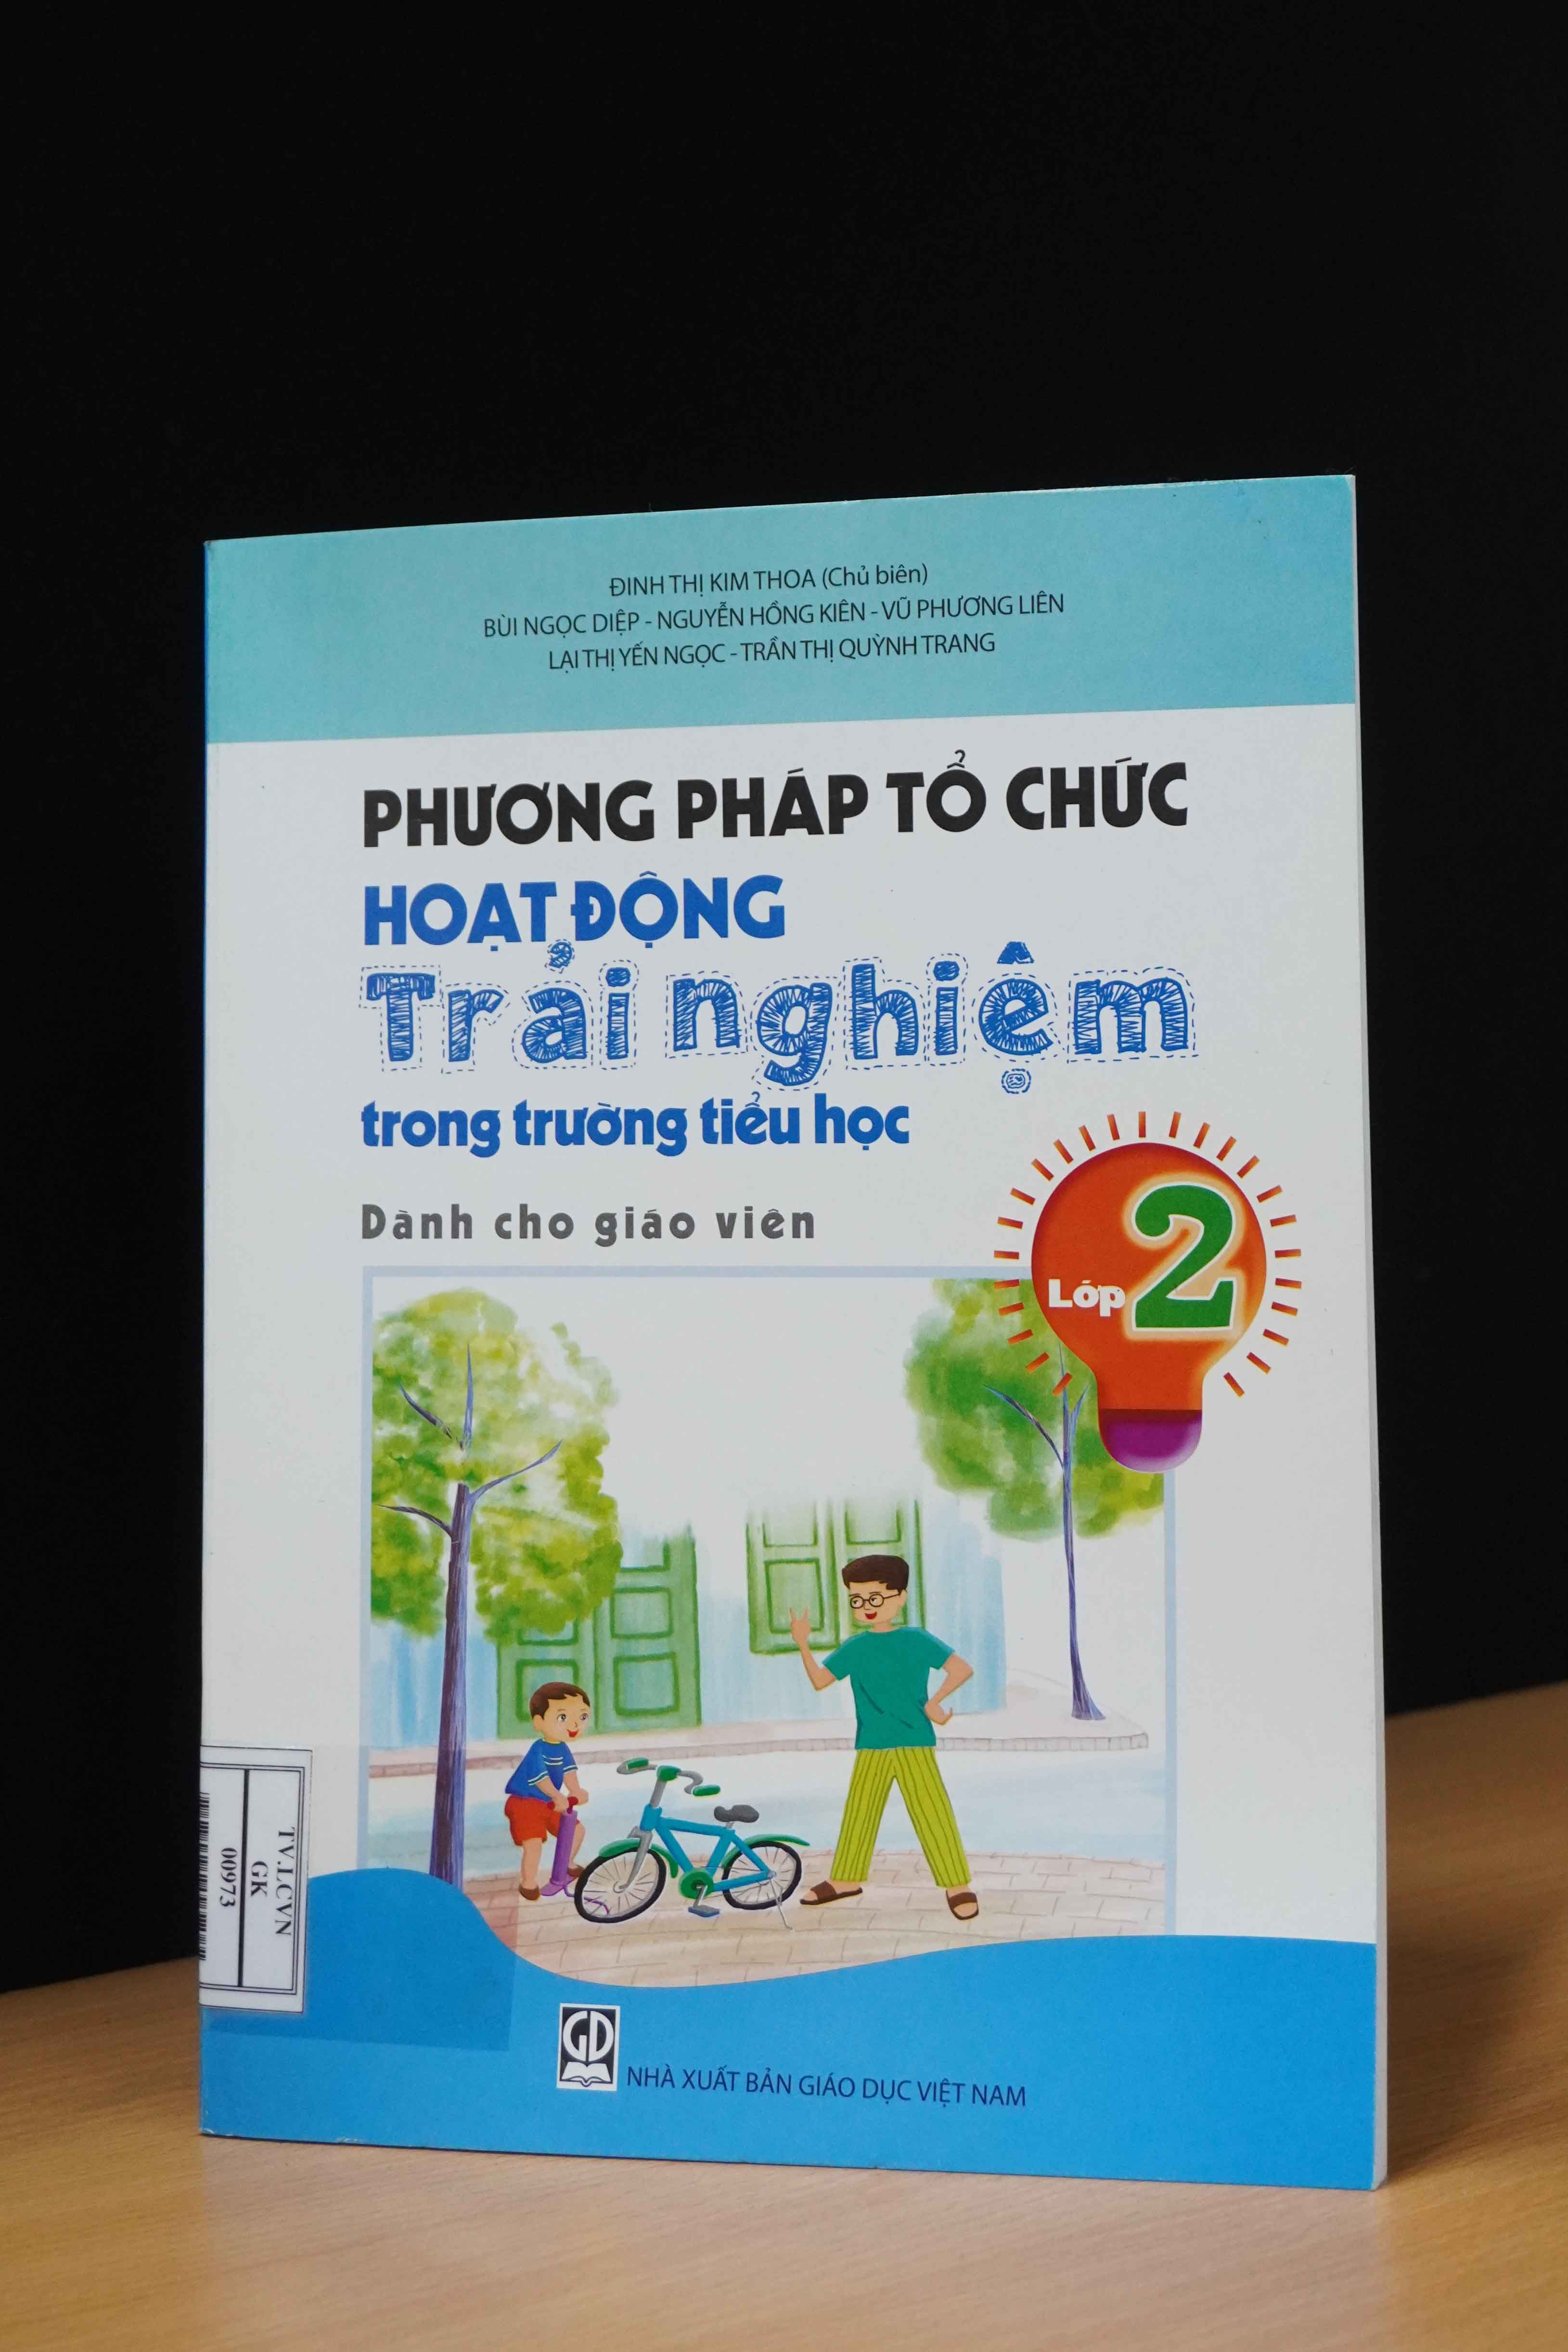 ĐINH THỊ KIM THOA (Chủ biên)
BÙI NGỌC DIỆP - NGUYỄN HỒNG KIÊN - VŨ PHƯƠNG LIÊN
LẠI THỊ YẾN NGỌC - TRẦN THỊ QUỲNH TRANG
PHƯƠNG PHÁP TỔ CHỨC
HOẠT ĐỘNG
Trải nghiệm
trong trường tiểu học
Dành cho giáo viên
Lớp 2
TV.LCVN
GK
00973
GD
NHÀ XUẤT BẢN GIÁO DỤC VIỆT NAM